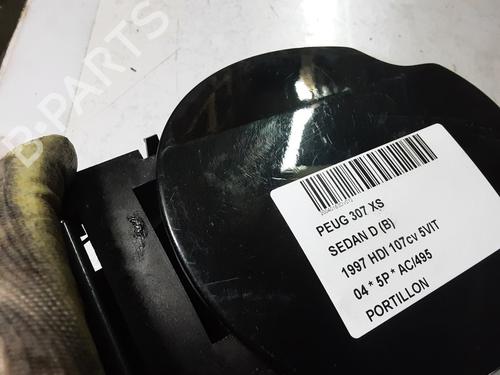 B-PARTS
PEUG 307 XS
SEDAN D (B)
1997 HDI 107cv 5VIT
04 * 5P * AC/495
PORTILLON